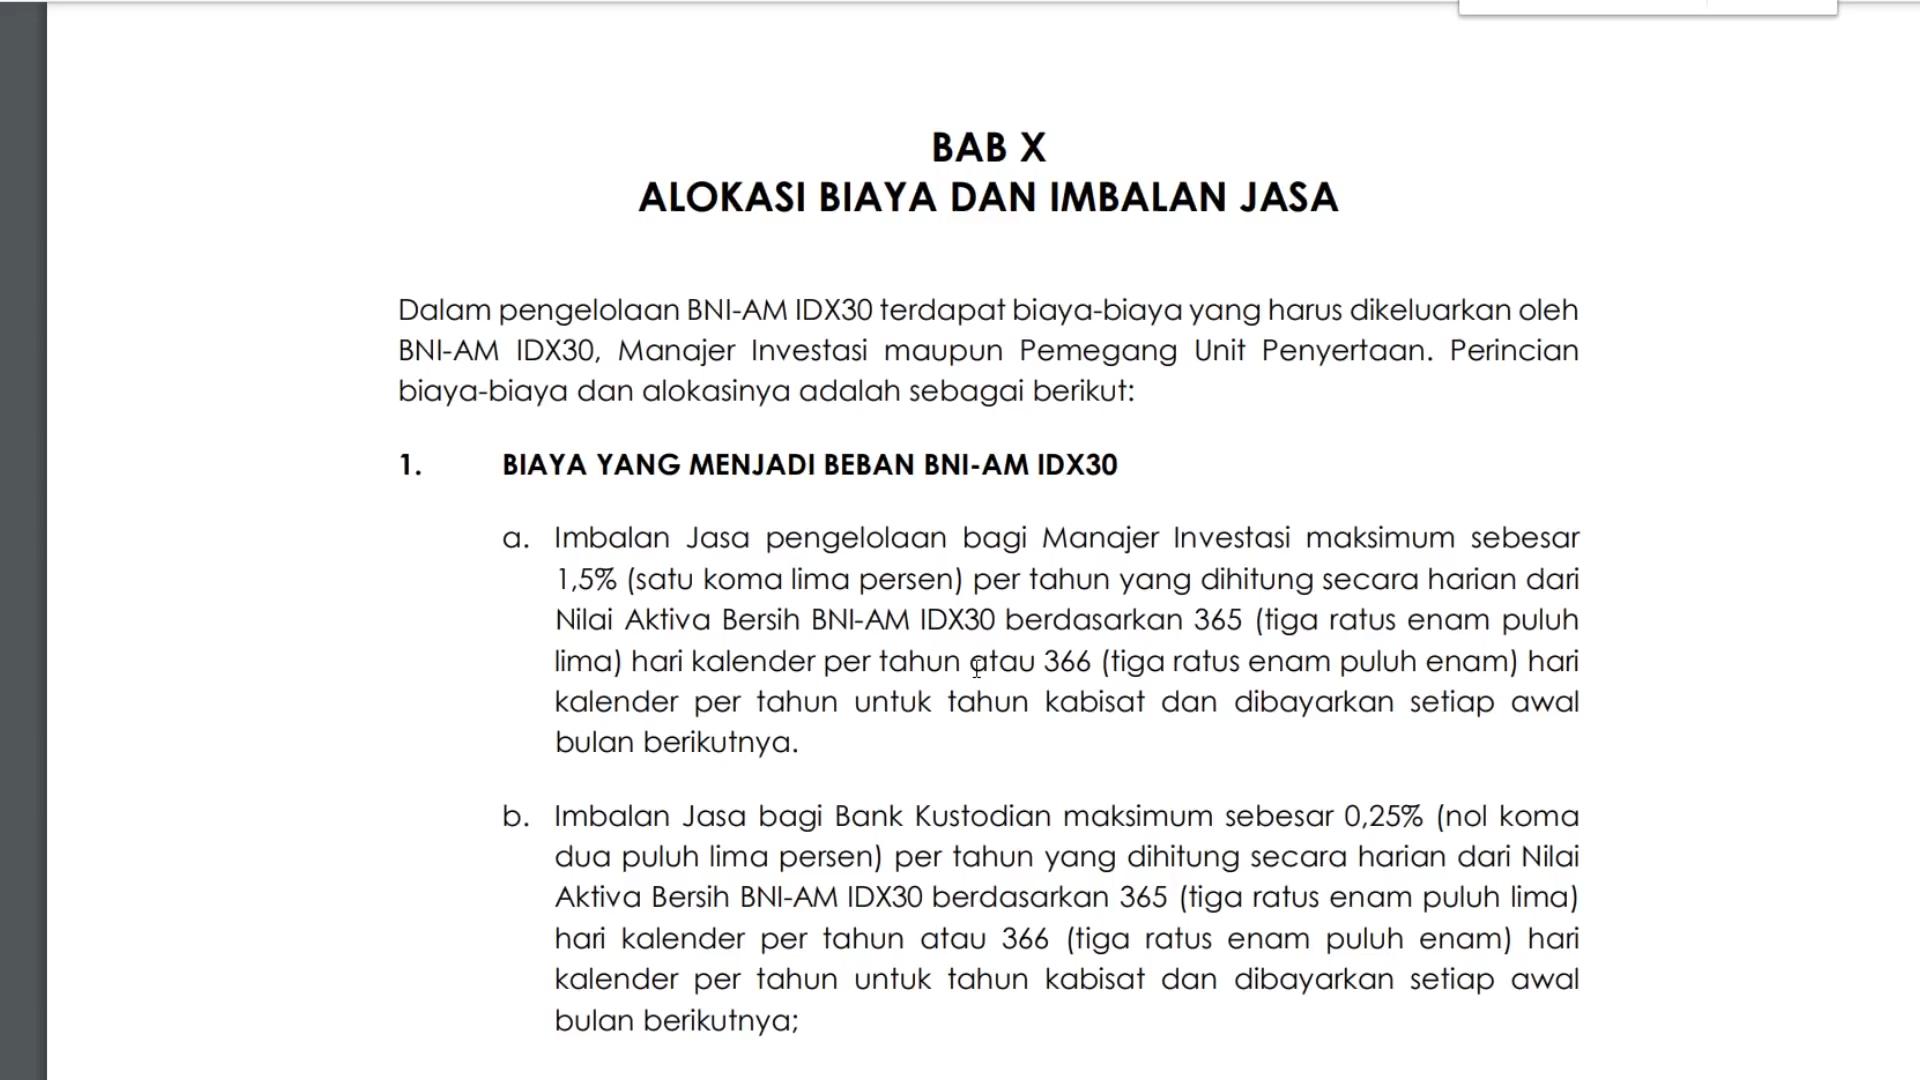 BAB X
ALOKASI BIAYA DAN IMBALAN JASA
Dalam pengelolaan BNI-AM IDX30 terdapat biaya-biaya yang harus dikeluarkan oleh
BNI-AM IDX30, Manajer Investasi maupun Pemegang Unit Penyertaan. Perincian
biaya-biaya dan alokasinya adalah sebagai berikut:
1. BIAYA YANG MENJADI BEBAN BNI-AM IDX30
a. Imbalan Jasa pengelolaan bagi Manajer Investasi maksimum sebesar
1,5% (satu koma lima persen) per tahun yang dihitung secara harian dari
Nilai Aktiva Bersih BNI-AM IDX30 berdasarkan 365 (tiga ratus enam puluh
lima) hari kalender per tahun atau 366 (tiga ratus enam puluh enam) hari
kalender per tahun untuk tahun kabisat dan dibayarkan setiap awal
bulan berikutnya.
b. Imbalan Jasa bagi Bank Kustodian maksimum sebesar 0,25% (nol koma
dua puluh lima persen) per tahun yang dihitung secara harian dari Nilai
Aktiva Bersih BNI-AM IDX30 berdasarkan 365 (tiga ratus enam puluh lima)
hari kalender per tahun atau 366 (tiga ratus enam puluh enam) hari
kalender per tahun untuk tahun kabisat dan dibayarkan setiap awal
bulan berikutnya;